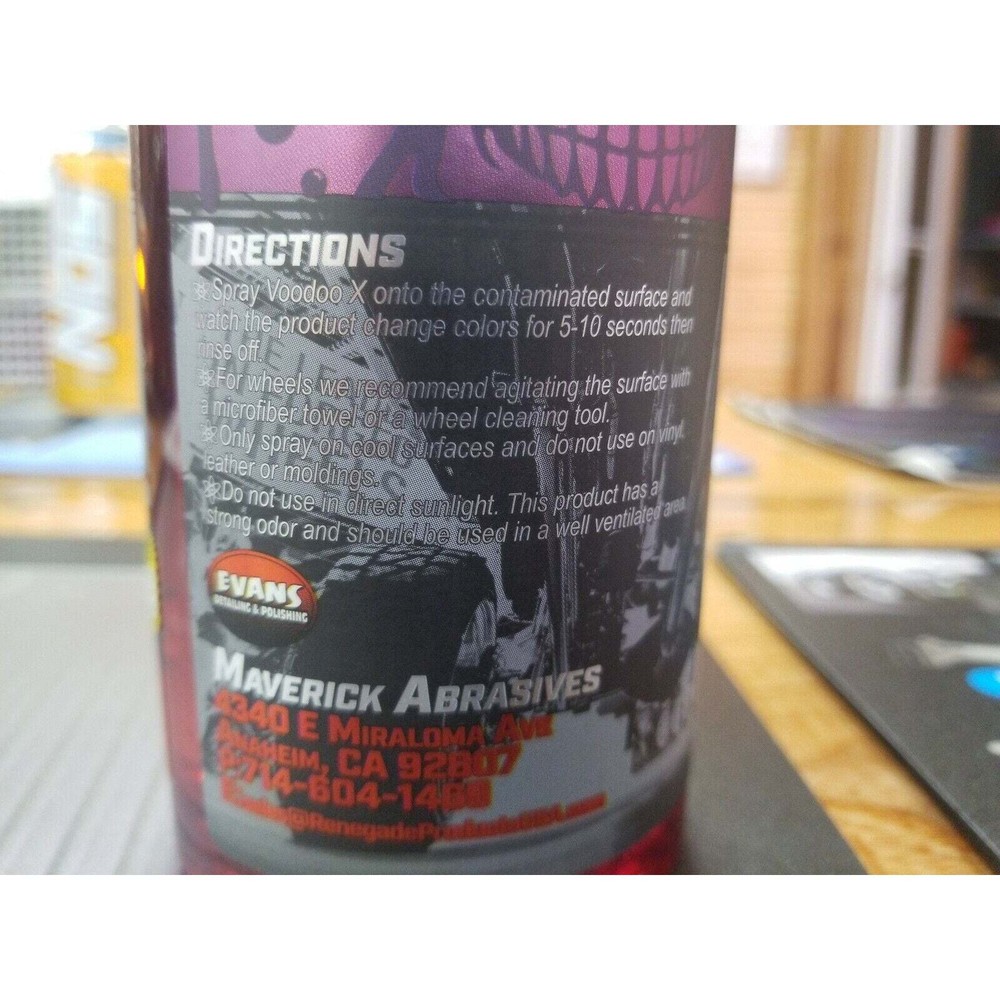 DIRECTIONS
Spray Voodoo X onto the contaminated surface and
watch the product change colors for 5-10 seconds then
rinse off.
For wheels we recommend agitating the surface with
a microfiber towel or a wheel cleaning tool.
Only spray on cool surfaces and do not use on vinyl,
leather or moldings.
Do not use in direct sunlight. This product has a
strong odor and should be used in a well ventilated area.
EVANS
DETAILING & POLISHING
MAVERICK ABRASIVES
4340 E MIRALOMA AVE
ANAHEIM, CA 92807
P-714-604-14
@RenegadeProductsUSA.com